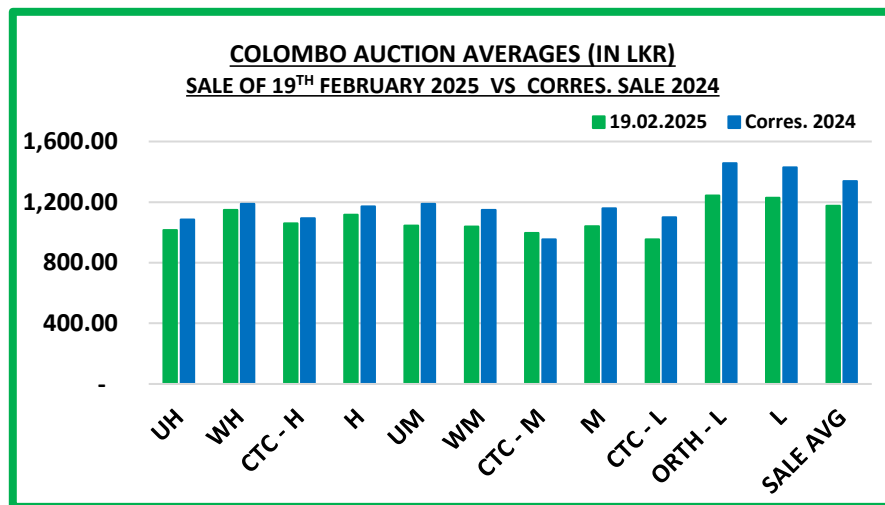 COLOMBO AUCTION AVERAGES (IN LKR)
SALE OF 19TH FEBRUARY 2025 VS CORRES. SALE 2024
19.02.2025 Corres. 2024
1,600.00
1,200.00
800.00
400.00
-
UH
WH
CTC - H
H
UM
WM
CTC - M
M
CTC - L
ORTH - L
L
SALE AVG